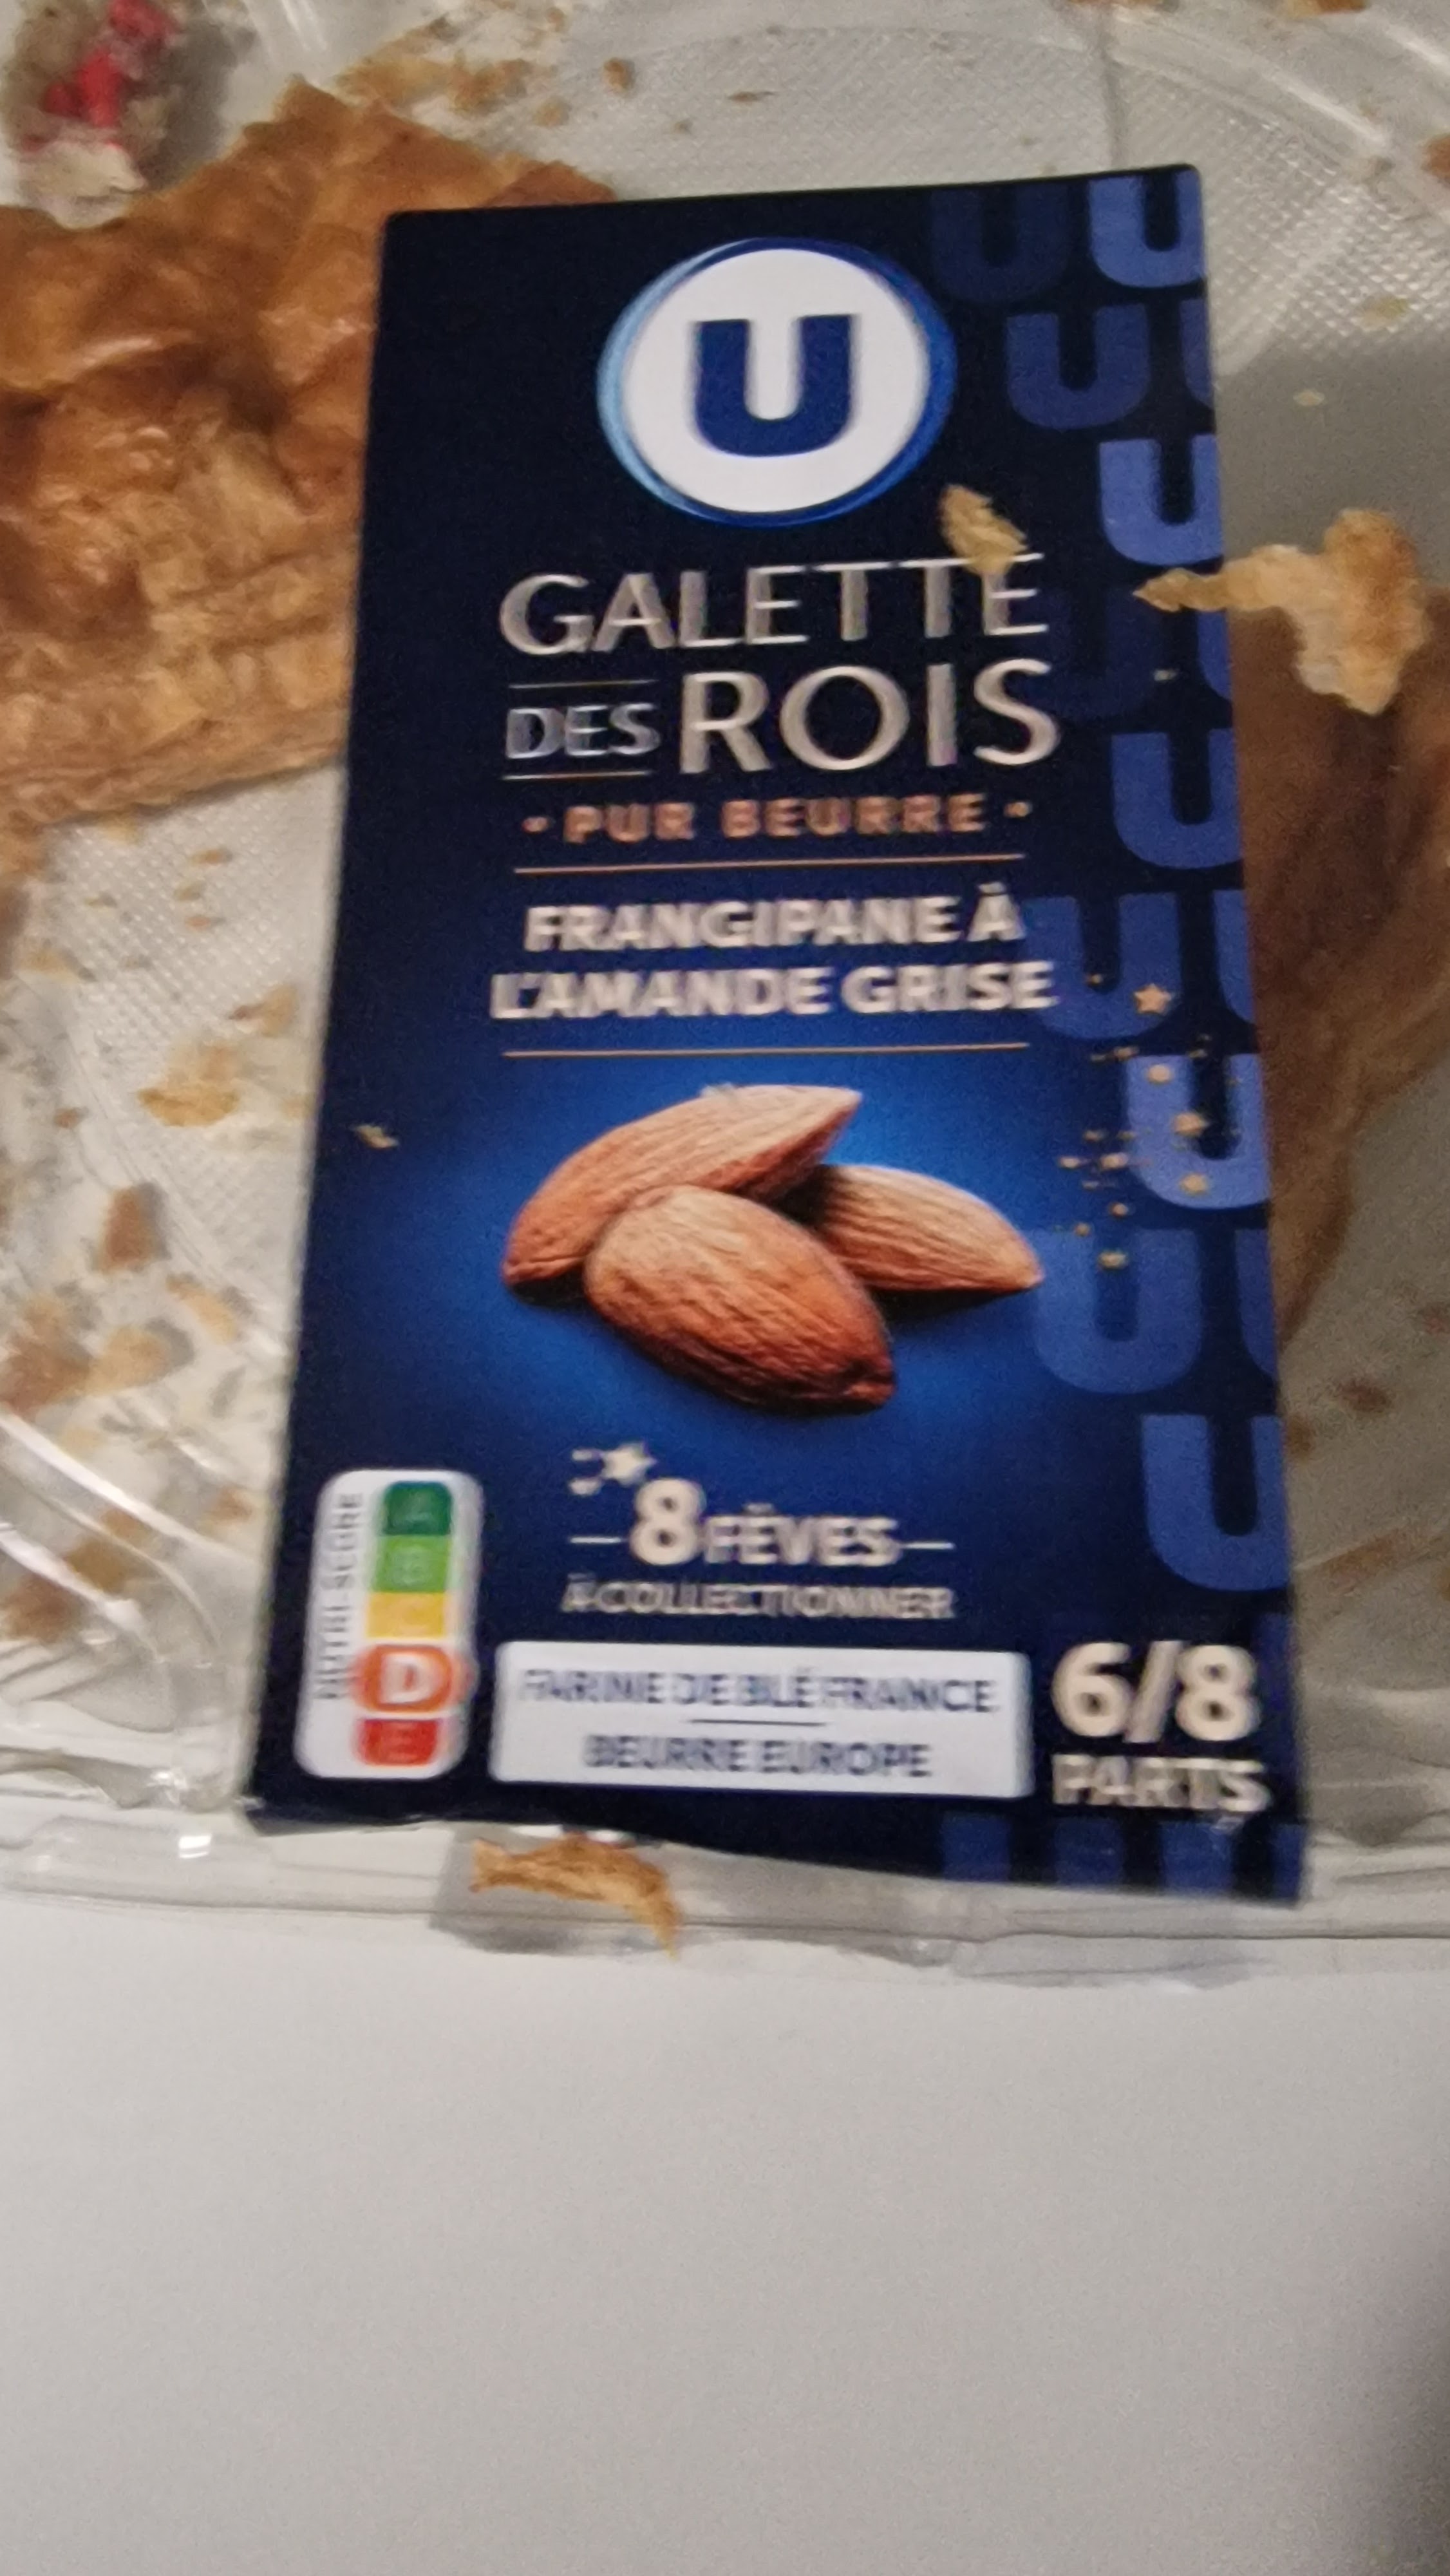 U
GALETTE
DES ROIS
• PUR BEURRE •
FRANGIPANE À
L'AMANDE GRISE
8 FÈVES
À COLLECTIONNER
NUTRI-SCORE
A
B
C
D
E
FARINE DE BLÉ FRANCE
BEURRE EUROPE
6/8
PARTS